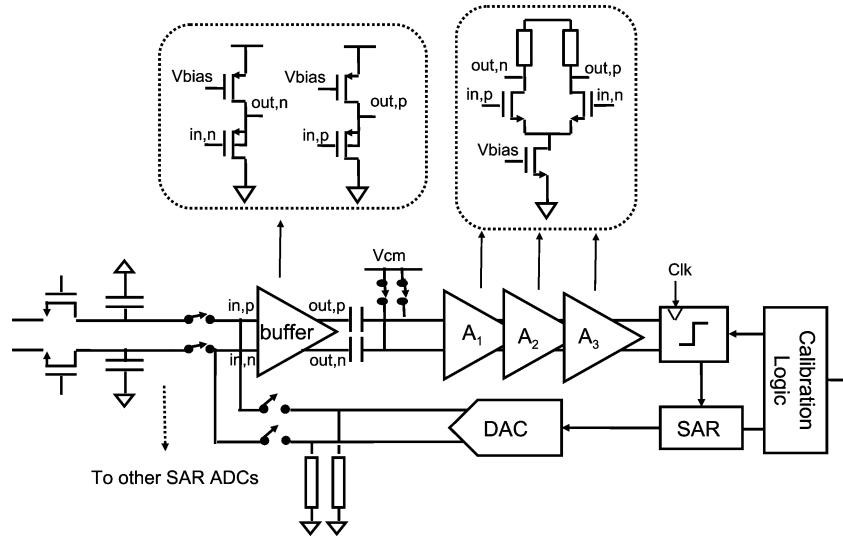 Vbias
out,n
in,n
Vbias
out,p
in,p
out,n
out,p
in,p
in,n
Vbias
Vcm
Clk
in,p
out,p
buffer
in,n
out,n
A1
A2
A3
Calibration
Logic
DAC
SAR
To other SAR ADCs